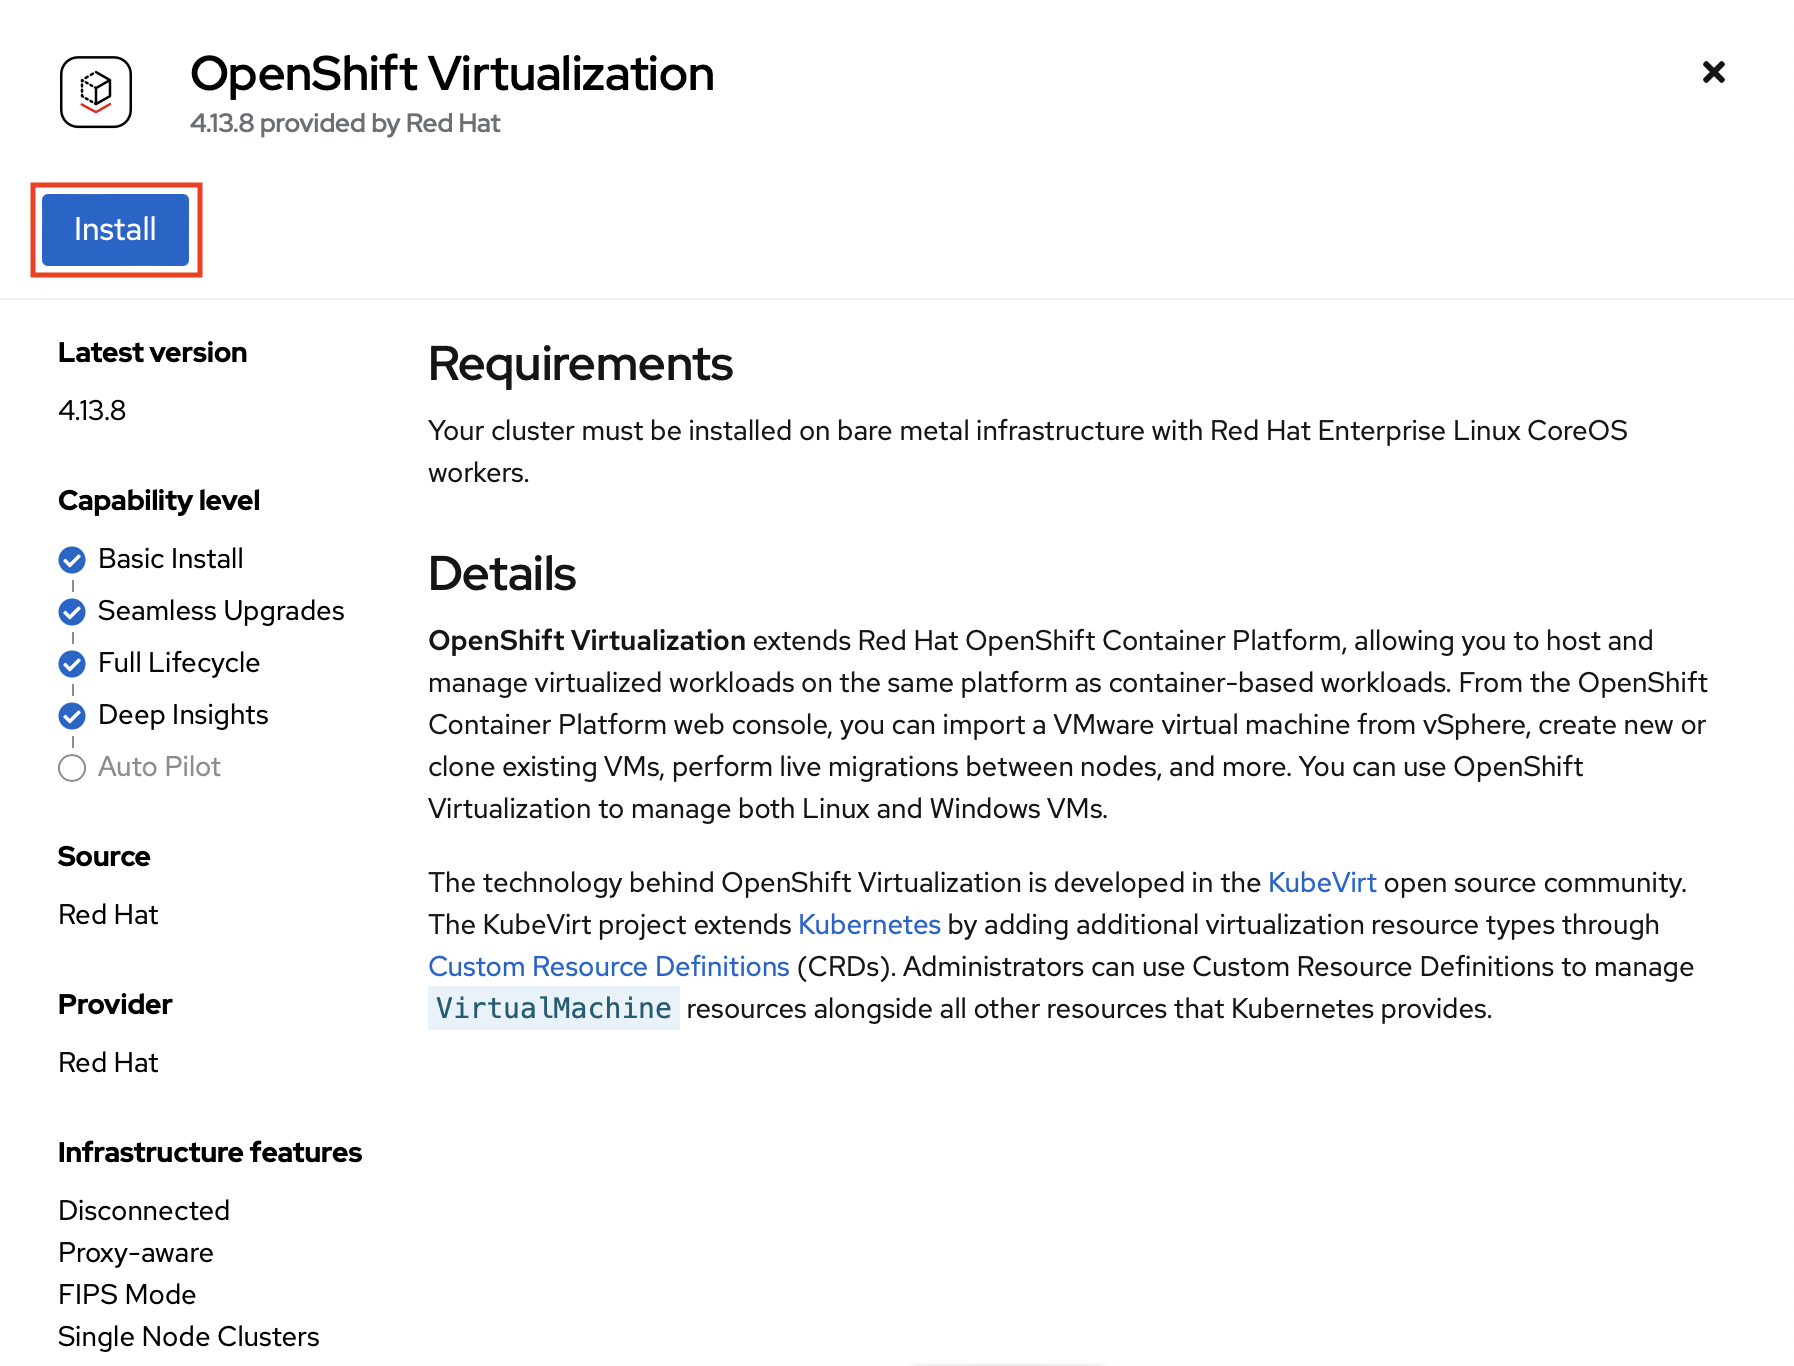 OpenShift Virtualization
4.13.8 provided by Red Hat
Install
Latest version
4.13.8
Capability level
Basic Install
Seamless Upgrades
Full Lifecycle
Deep Insights
Auto Pilot
Source
Red Hat
Provider
Red Hat
Infrastructure features
Disconnected
Proxy-aware
FIPS Mode
Single Node Clusters
Requirements
Your cluster must be installed on bare metal infrastructure with Red Hat Enterprise Linux CoreOS
workers.
Details
OpenShift Virtualization extends Red Hat OpenShift Container Platform, allowing you to host and
manage virtualized workloads on the same platform as container-based workloads. From the OpenShift
Container Platform web console, you can import a VMware virtual machine from vSphere, create new or
clone existing VMs, perform live migrations between nodes, and more. You can use OpenShift
Virtualization to manage both Linux and Windows VMs.
The technology behind OpenShift Virtualization is developed in the KubeVirt open source community.
The KubeVirt project extends Kubernetes by adding additional virtualization resource types through
Custom Resource Definitions (CRDs). Administrators can use Custom Resource Definitions to manage
VirtualMachine resources alongside all other resources that Kubernetes provides.